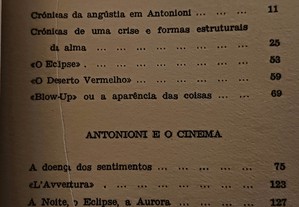 Crónicas da angústia em Antonioni ... ... ... 11
Crónicas de uma crise e formas estruturais
da alma ... ... ... ... ... ... ... 25
«O Eclipse» . ... ... ... ... ... ... ... 53
«O Deserto Vermelho» ... ... ... ... ... ... 59
«Blow-Up» ou a aparência das coisas ... ... 69
ANTONIONI E O CINEMA
A doença dos sentimentos ... ... ... ... ... 75
«L'Avvertura» . ... ... ... ... ... ... ... 123
A Noite, o Eclipse, a Aurora ... ... ... ... 127